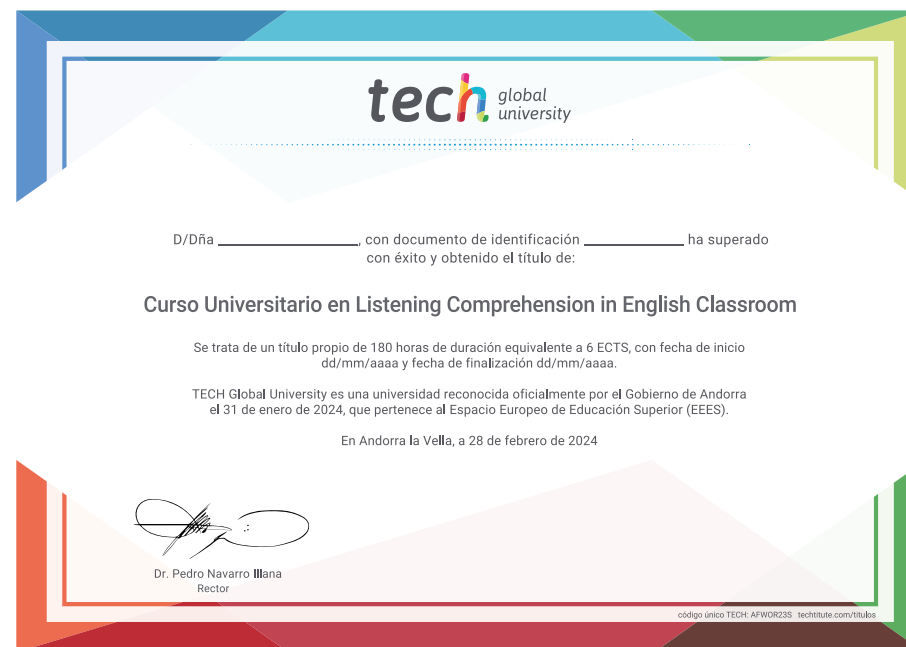 tech global university
D/Dña ____________________, con documento de identificación ______________ ha superado
con éxito y obtenido el título de:
Curso Universitario en Listening Comprehension in English Classroom
Se trata de un título propio de 180 horas de duración equivalente a 6 ECTS, con fecha de inicio
dd/mm/aaaa y fecha de finalización dd/mm/aaaa.
TECH Global University es una universidad reconocida oficialmente por el Gobierno de Andorra
el 31 de enero de 2024, que pertenece al Espacio Europeo de Educación Superior (EEES).
En Andorra la Vella, a 28 de febrero de 2024
Dr. Pedro Navarro Illana
Rector
código único TECH: AFWOR23S techtitute.com/titulos